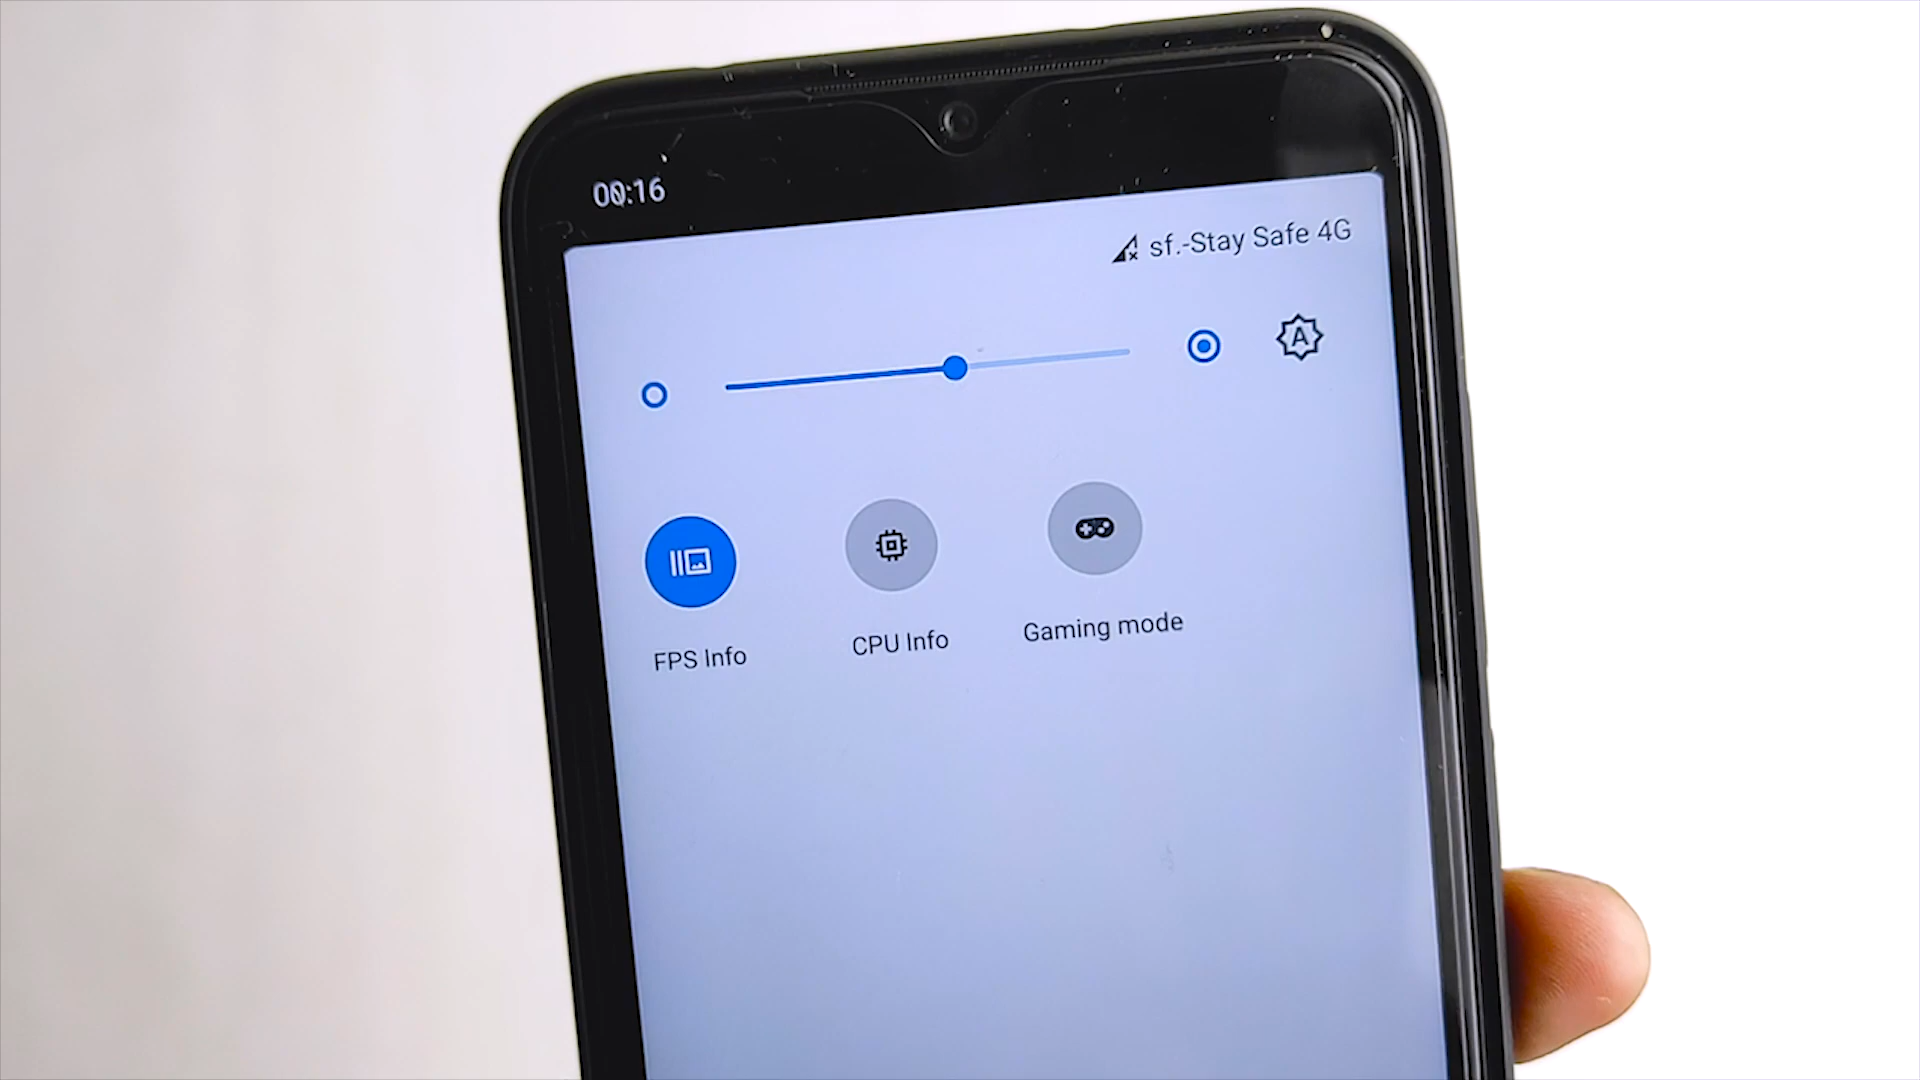 00:16
sf.-Stay Safe 4G
A
FPS Info
CPU Info
Gaming mode